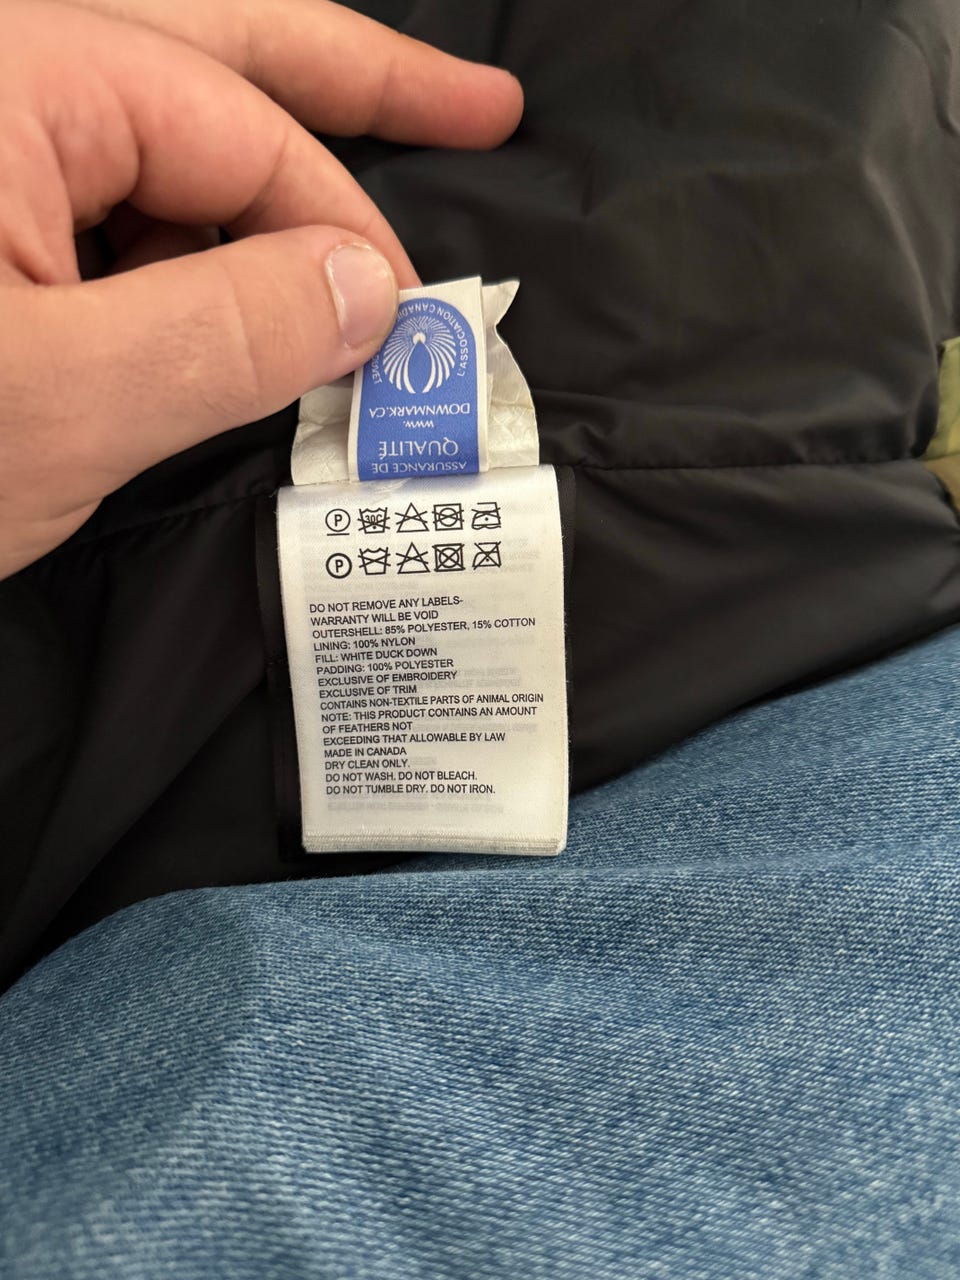 L'ASSOCIATION
DOWNMARK.CA
www.
QUALITÉ
ASSURANCE DE
P 30C
P
DO NOT REMOVE ANY LABELS-
WARRANTY WILL BE VOID
OUTERSHELL: 85% POLYESTER, 15% COTTON
LINING: 100% NYLON
FILL: WHITE DUCK DOWN
PADDING: 100% POLYESTER
EXCLUSIVE OF EMBROIDERY
EXCLUSIVE OF TRIM
CONTAINS NON-TEXTILE PARTS OF ANIMAL ORIGIN
NOTE: THIS PRODUCT CONTAINS AN AMOUNT
OF FEATHERS NOT
EXCEEDING THAT ALLOWABLE BY LAW
MADE IN CANADA
DRY CLEAN ONLY.
DO NOT WASH. DO NOT BLEACH.
DO NOT TUMBLE DRY. DO NOT IRON.